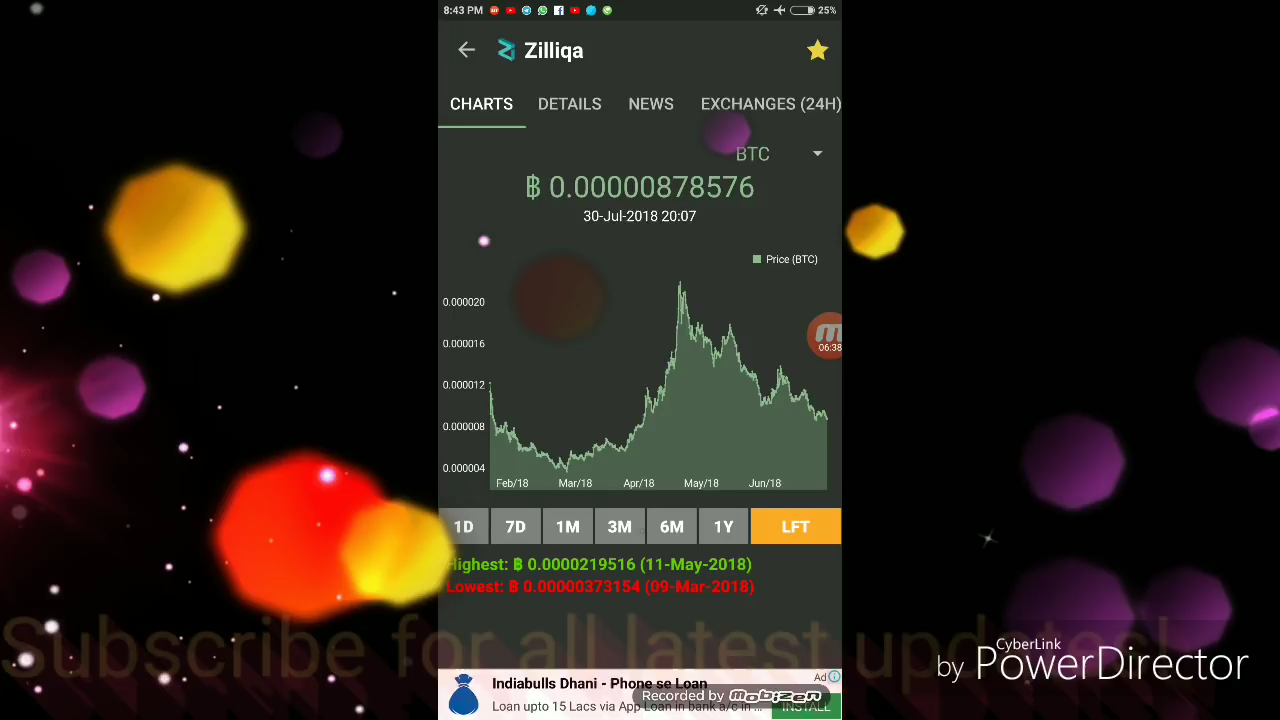 8:43 PM
25%
Zilliqa
CHARTS DETAILS NEWS EXCHANGES (24H)
BTC
฿ 0.00000878576
30-Jul-2018 20:07
Price (BTC)
0.000020
0.000016
06:38
0.000012
0.000008
0.000004
Feb/18 Mar/18 Apr/18 May/18 Jun/18
1D 7D 1M 3M 6M 1Y LFT
Highest: ฿ 0.0000219516 (11-May-2018)
Lowest: ฿ 0.00000373154 (09-Mar-2018)
Subscribe for all latest updates!
CyberLink
by PowerDirector
Indiabulls Dhani - Phone se Loan
Ad
Recorded by mobizen
Loan upto 15 Lacs via App Loan in bank a/c in ...
INSTALL